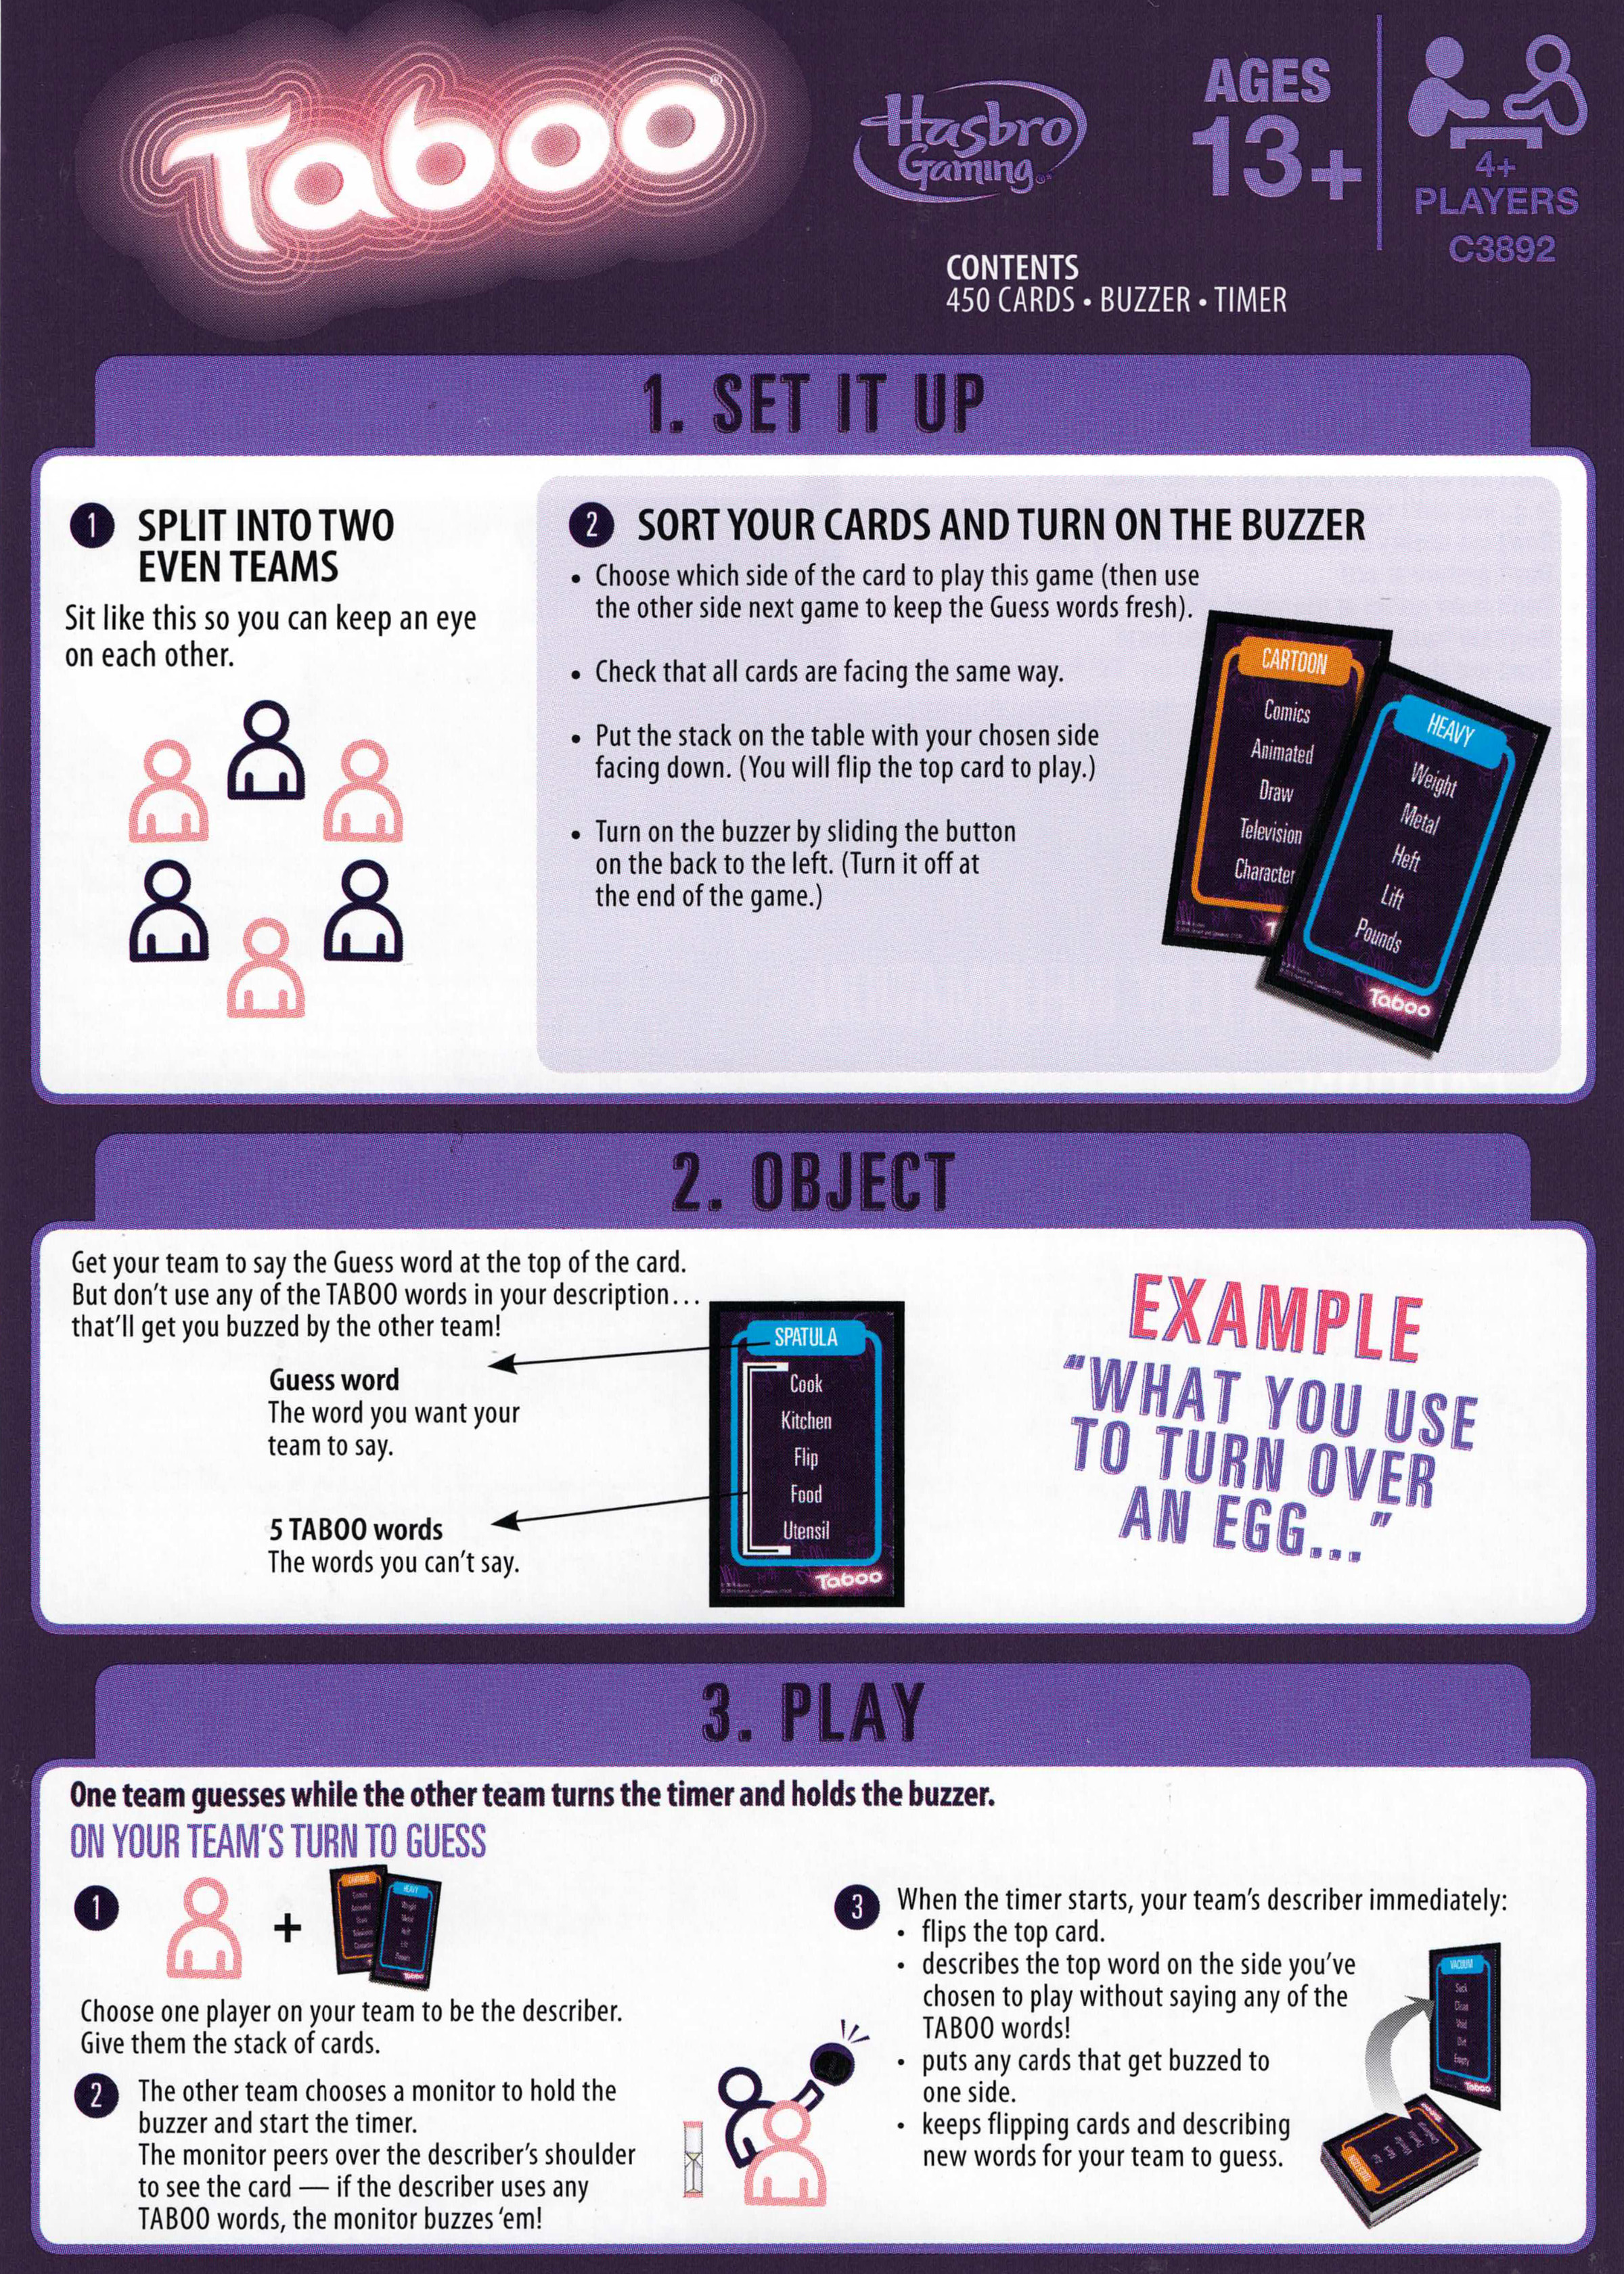 Taboo®
Hasbro
Gaming®
AGES
13+
4+
PLAYERS
C3892
CONTENTS
450 CARDS • BUZZER • TIMER
1. SET IT UP
1 SPLIT INTO TWO
EVEN TEAMS
Sit like this so you can keep an eye
on each other.
2 SORT YOUR CARDS AND TURN ON THE BUZZER
• Choose which side of the card to play this game (then use
the other side next game to keep the Guess words fresh).
• Check that all cards are facing the same way.
• Put the stack on the table with your chosen side
facing down. (You will flip the top card to play.)
• Turn on the buzzer by sliding the button
on the back to the left. (Turn it off at
the end of the game.)
CARTOON
Comics
Animated
Draw
Television
Character
HEAVY
Weight
Metal
Heft
Lift
Pounds
Taboo
2. OBJECT
Get your team to say the Guess word at the top of the card.
But don't use any of the TABOO words in your description...
that'll get you buzzed by the other team!
Guess word
The word you want your
team to say.
5 TABOO words
The words you can't say.
SPATULA
Cook
Kitchen
Flip
Food
Utensil
Taboo
EXAMPLE
"WHAT YOU USE
TO TURN OVER
AN EGG..."
3. PLAY
One team guesses while the other team turns the timer and holds the buzzer.
ON YOUR TEAM'S TURN TO GUESS
1
+
CARTOON
HEAVY
Taboo
Choose one player on your team to be the describer.
Give them the stack of cards.
2 The other team chooses a monitor to hold the
buzzer and start the timer.
The monitor peers over the describer's shoulder
to see the card — if the describer uses any
TABOO words, the monitor buzzes 'em!
3 When the timer starts, your team's describer immediately:
• flips the top card.
• describes the top word on the side you've
chosen to play without saying any of the
TABOO words!
• puts any cards that get buzzed to
one side.
• keeps flipping cards and describing
new words for your team to guess.
VACUUM
Suck
Clean
Void
Dirt
Empty
Taboo